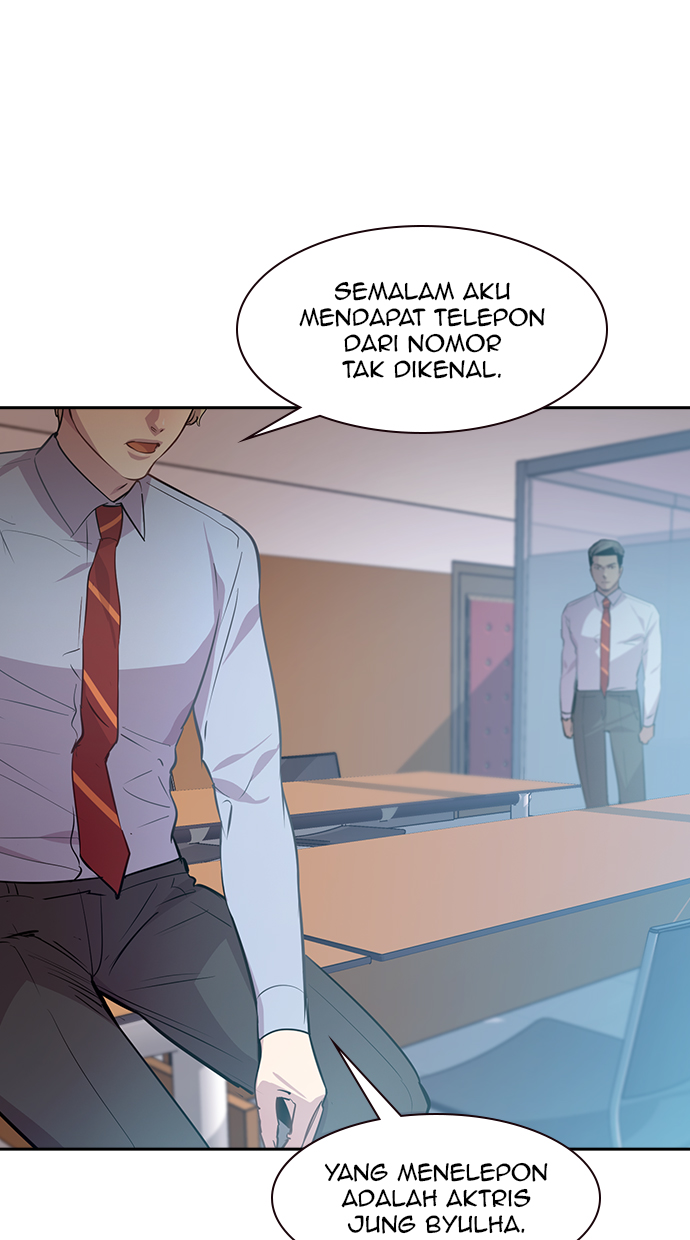 SEMALAM AKU
MENDAPAT TELEPON
DARI NOMOR
TAK DIKENAL.
YANG MENELEPON
ADALAH AKTRIS
JUNG BYULHA.